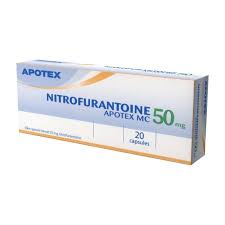 APOTEX
NITROFURANTOINE
APOTEX MC 50 mg
20
capsules